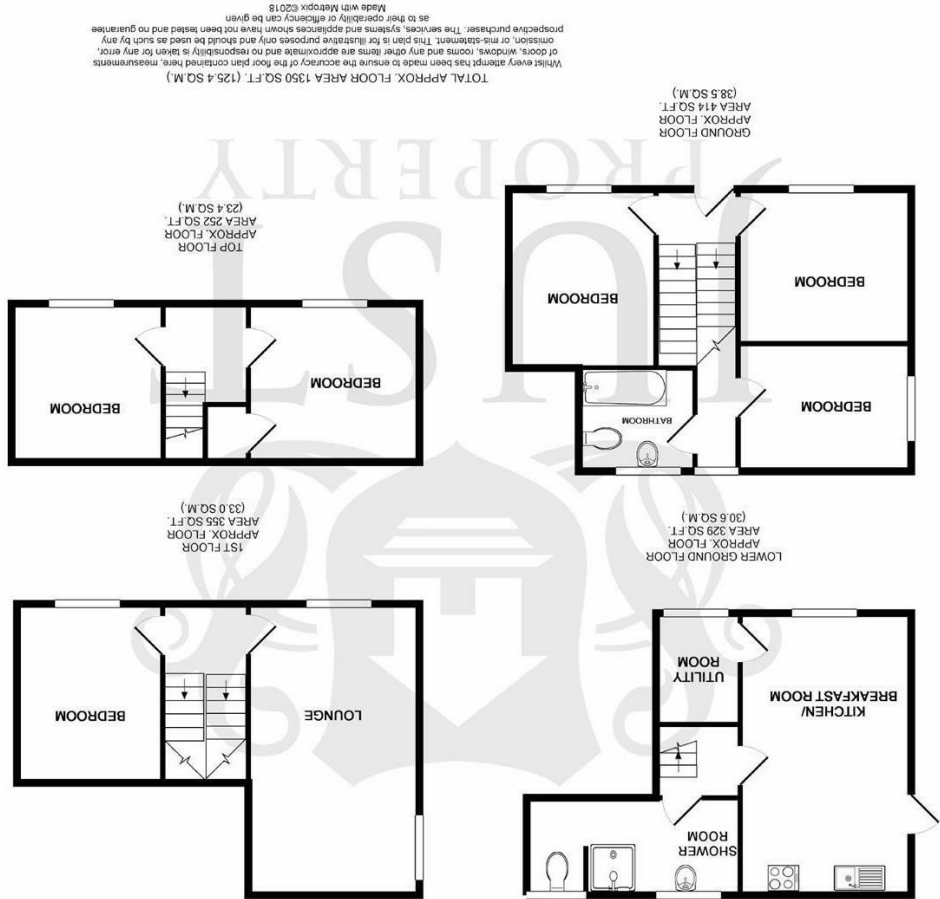 SHOWER
ROOM
KITCHEN/
BREAKFAST ROOM
UTILITY
ROOM
LOWER GROUND FLOOR
APPROX. FLOOR
AREA 329 SQ.FT.
(30.6 SQ.M.)
LOUNGE
BEDROOM
1ST FLOOR
APPROX. FLOOR
AREA 355 SQ.FT.
(33.0 SQ.M.)
BEDROOM
BATHROOM
BEDROOM
BEDROOM
GROUND FLOOR
APPROX. FLOOR
AREA 414 SQ.FT.
(38.5 SQ.M.)
BEDROOM
BEDROOM
TOP FLOOR
APPROX. FLOOR
AREA 252 SQ.FT.
(23.4 SQ.M.)
JUST
PROPERTY
TOTAL APPROX. FLOOR AREA 1350 SQ.FT. (125.4 SQ.M.)
Whilst every attempt has been made to ensure the accuracy of the floor plan contained here, measurements
of doors, windows, rooms and any other items are approximate and no responsibility is taken for any error,
omission, or mis-statement. This plan is for illustrative purposes only and should be used as such by any
prospective purchaser. The services, systems and appliances shown have not been tested and no guarantee
as to their operability or efficiency can be given
Made with Metropix ©2018